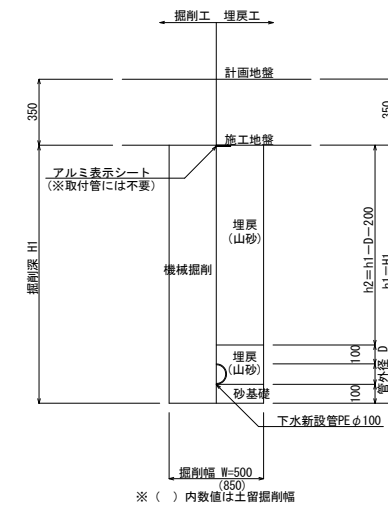 掘削工 埋戻工
計画地盤
350
350
施工地盤
アルミ表示シート
(※取付管には不要)
埋戻
(山砂)
機械掘削
掘削深 H1
h2=h1-D-200
h1=H1
埋戻
(山砂)
100
管外径 D
砂基礎
100
下水新設管PEφ100
掘削幅 W=500
(850)
※( )内数値は土留掘削幅